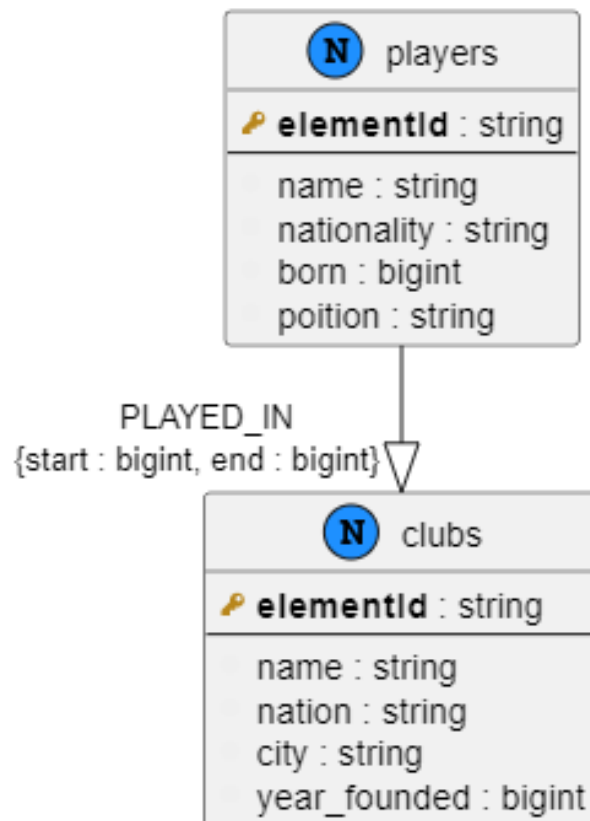 N players
elementId : string
name : string
nationality : string
born : bigint
poition : string
PLAYED_IN
{start : bigint, end : bigint}
N clubs
elementId : string
name : string
nation : string
city : string
year_founded : bigint